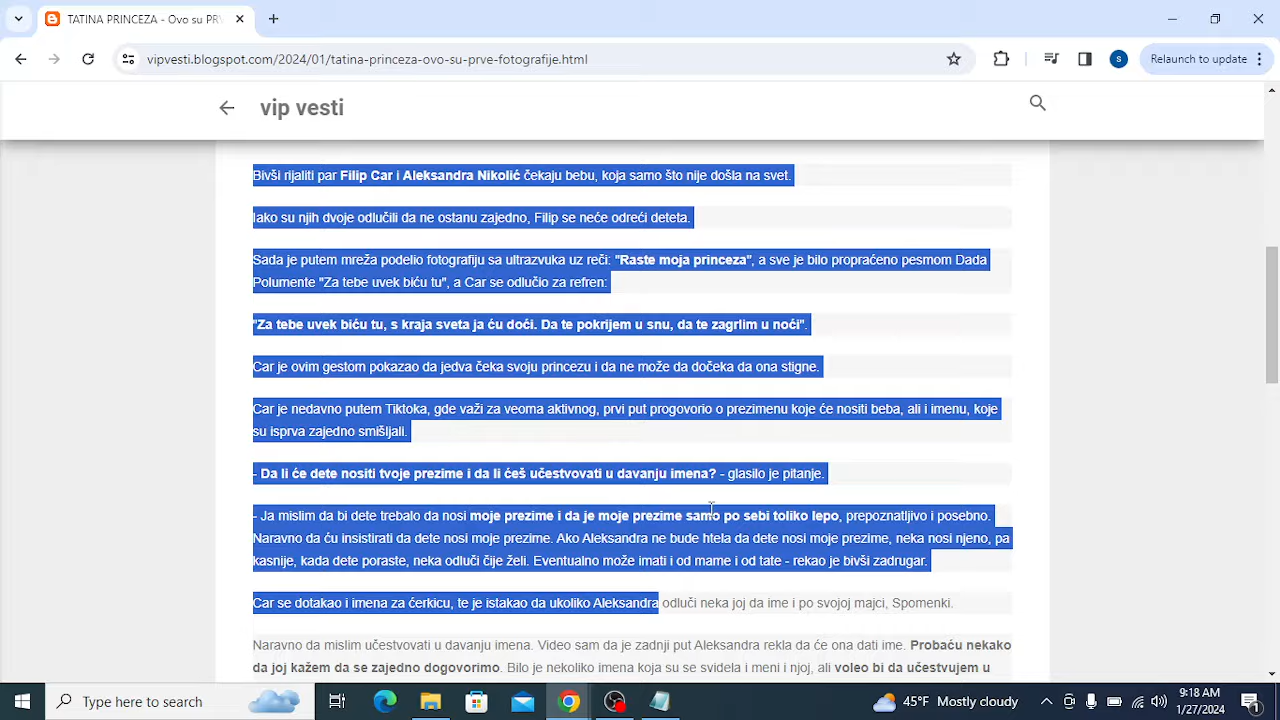 TATINA PRINCEZA - Ovo su PR
vipvesti.blogspot.com/2024/01/tatina-princeza-ovo-su-prve-fotografije.html
S
Relaunch to update
vip vesti
Bivši rijaliti par Filip Car i Aleksandra Nikolić čekaju bebu, koja samo što nije došla na svet.
Iako su njih dvoje odlučili da ne ostanu zajedno, Filip se neće odreći deteta.
Sada je putem mreža podelio fotografiju sa ultrazvuka uz reči: "Raste moja princeza", a sve je bilo propraćeno pesmom Dada
Polumente "Za tebe uvek biću tu", a Car se odlučio za refren:
"Za tebe uvek biću tu, s kraja sveta ja ću doći. Da te pokrijem u snu, da te zagrlim u noći".
Car je ovim gestom pokazao da jedva čeka svoju princezu i da ne može da dočeka da ona stigne.
Car je nedavno putem Tiktoka, gde važi za veoma aktivnog, prvi put progovorio o prezimenu koje će nositi beba, ali i imenu, koje
su isprva zajedno smišljali.
- Da li će dete nositi tvoje prezime i da li ćeš učestvovati u davanju imena? - glasilo je pitanje.
- Ja mislim da bi dete trebalo da nosi moje prezime i da je moje prezime samo po sebi toliko lepo, prepoznatljivo i posebno.
Naravno da ću insistirati da dete nosi moje prezime. Ako Aleksandra ne bude htela da dete nosi moje prezime, neka nosi njeno, pa
kasnije, kada dete poraste, neka odluči čije želi. Eventualno može imati i od mame i od tate - rekao je bivši zadrugar.
Car se dotakao i imena za ćerkicu, te je istakao da ukoliko Aleksandra odluči neka joj da ime i po svojoj majci, Spomenki.
Naravno da mislim učestvovati u davanju imena. Video sam da je zadnji put Aleksandra rekla da će ona dati ime. Probaću nekako
da joj kažem da se zajedno dogovorimo. Bilo je nekoliko imena koja su se svidela i meni i njoj, ali voleo bi da učestvujem u
Type here to search
45°F Mostly cloudy
9:18 AM
1/27/2024
1